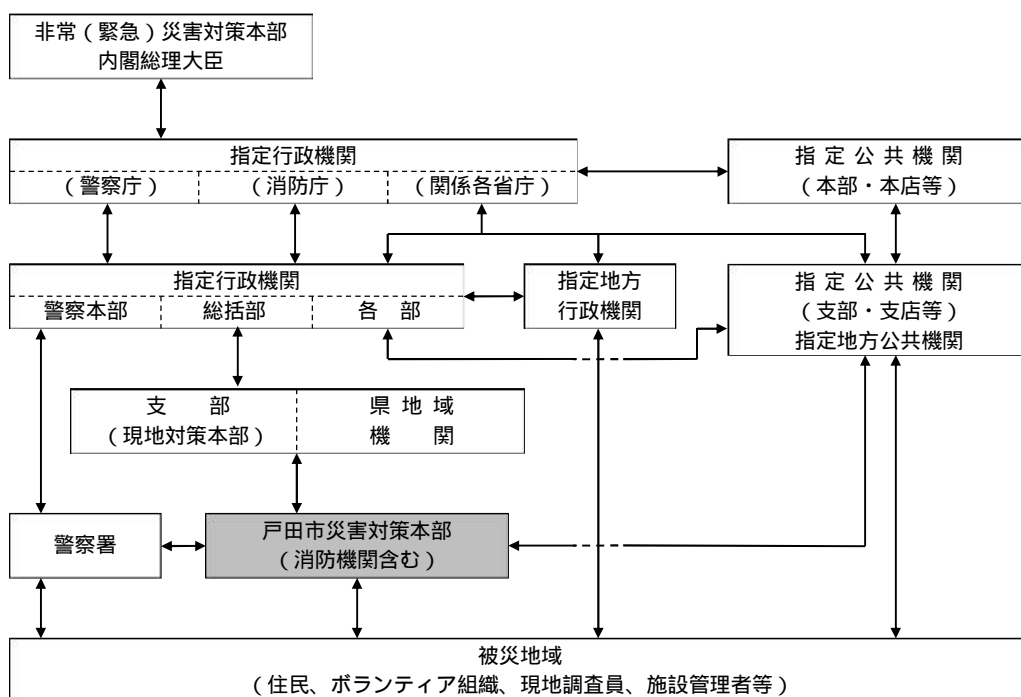 非常（緊急）災害対策本部
内閣総理大臣
指定行政機関
（警察庁）（消防庁）（関係各省庁）
指定公共機関
（本部・本店等）
指定行政機関
警察本部 総括部 各部
指定地方
行政機関
指定公共機関
（支部・支店等）
指定地方公共機関
支部
（現地対策本部）
県地域
機関
警察署
戸田市災害対策本部
（消防機関含む）
被災地域
（住民、ボランティア組織、現地調査員、施設管理者等）